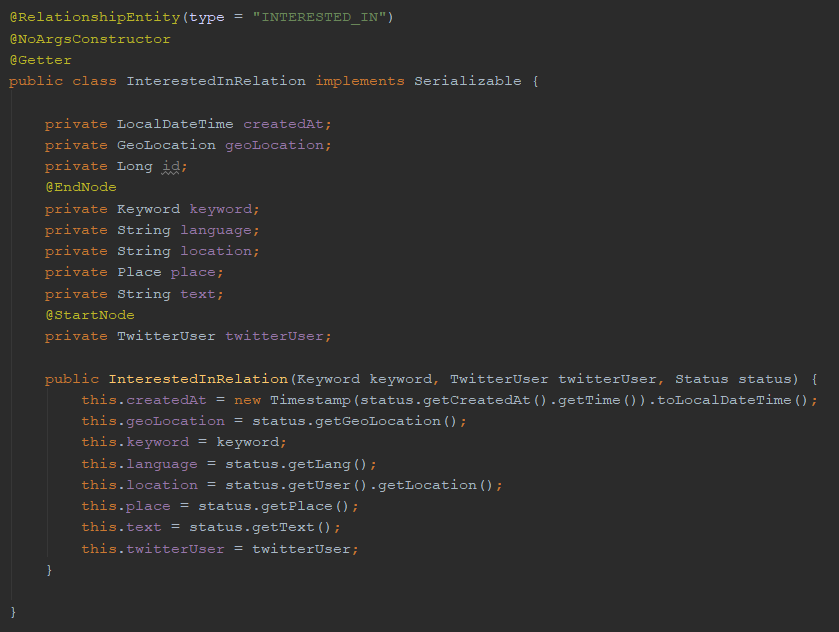 @RelationshipEntity(type = "INTERESTED_IN")
@NoArgsConstructor
@Getter
public class InterestedInRelation implements Serializable {
private LocalDateTime createdAt;
private GeoLocation geoLocation;
private Long id;
@EndNode
private Keyword keyword;
private String language;
private String location;
private Place place;
private String text;
@StartNode
private TwitterUser twitterUser;
public InterestedInRelation(Keyword keyword, TwitterUser twitterUser, Status status) {
this.createdAt = new Timestamp(status.getCreatedAt().getTime()).toLocalDateTime();
this.geoLocation = status.getGeoLocation();
this.keyword = keyword;
this.language = status.getLang();
this.location = status.getUser().getLocation();
this.place = status.getPlace();
this.text = status.getText();
this.twitterUser = twitterUser;
}
}